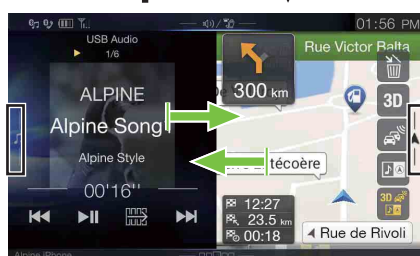 01:56 PM
USB Audio
1/6
ALPINE
Alpine Song
Alpine Style
00'16''
Rue Victor Balta
300 km
3D
técoère
3D
12:27
23.5 km
00:18
Rue de Rivoli
Alpine iPhone